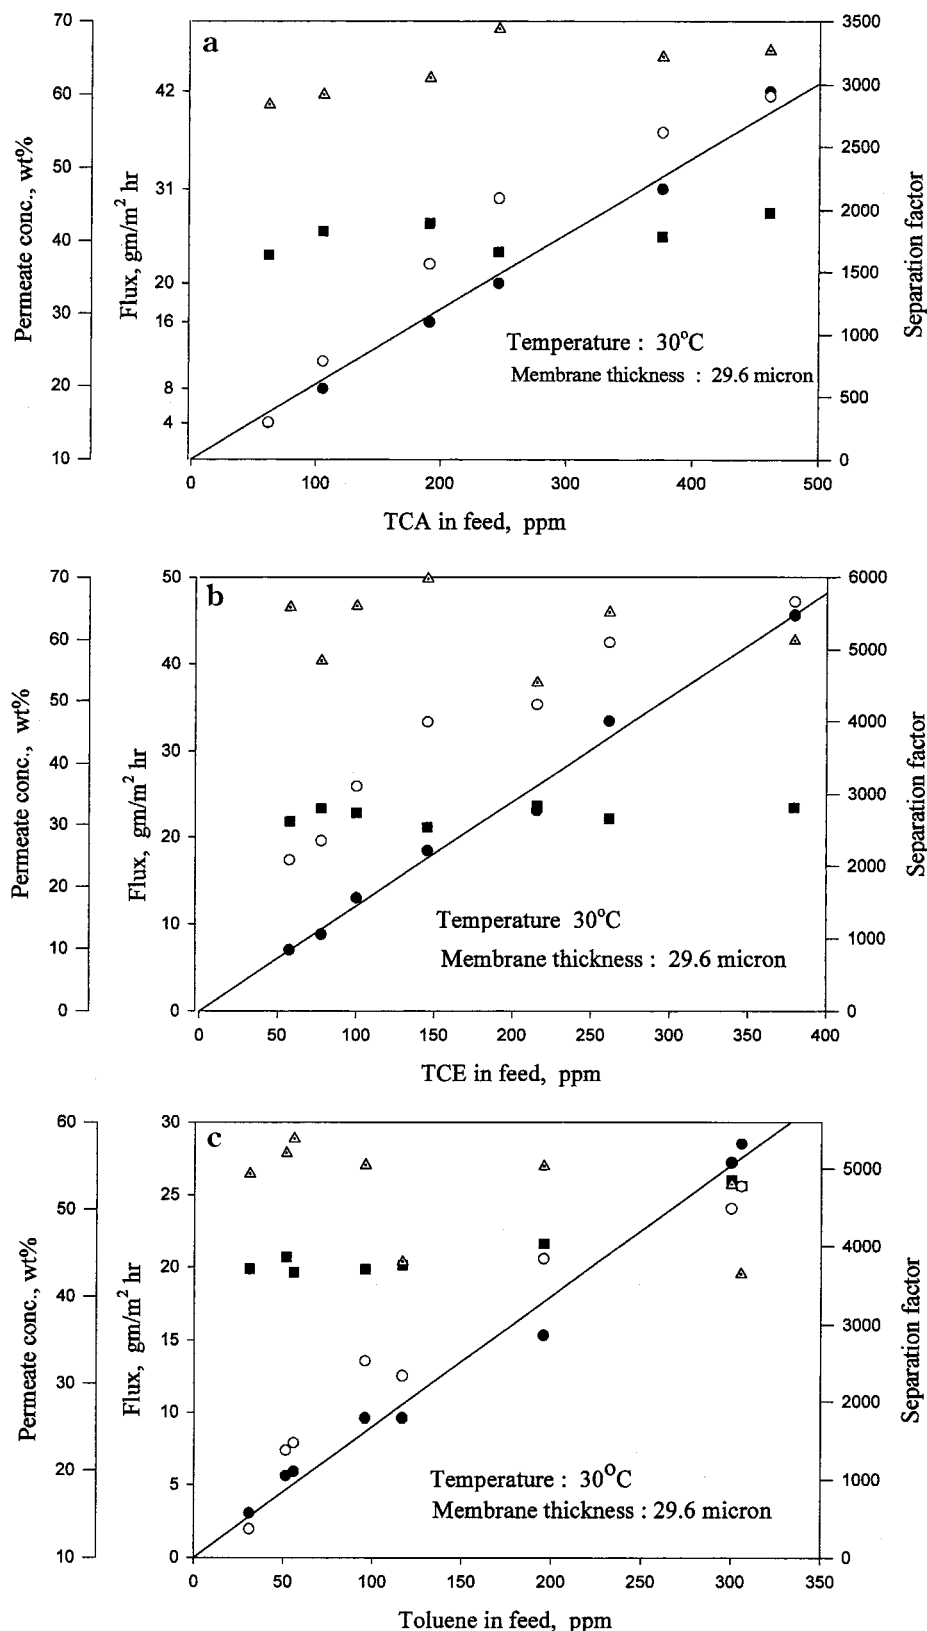 a
70
60
50
40
30
20
10
Permeate conc., wt%
42
31
20
16
8
4
Flux, gm/m² hr
3500
3000
2500
2000
1500
1000
500
0
Separation factor
Temperature : 30°C
Membrane thickness : 29.6 micron
0 100 200 300 400 500
TCA in feed, ppm
b
70
60
50
40
30
20
10
0
Permeate conc., wt%
50
40
30
20
10
0
Flux, gm/m² hr
6000
5000
4000
3000
2000
1000
0
Separation factor
Temperature 30°C
Membrane thickness : 29.6 micron
0 50 100 150 200 250 300 350 400
TCE in feed, ppm
c
60
50
40
30
20
10
Permeate conc., wt%
30
25
20
15
10
5
0
Flux, gm/m² hr
5000
4000
3000
2000
1000
0
Separation factor
Temperature : 30°C
Membrane thickness : 29.6 micron
0 50 100 150 200 250 300 350
Toluene in feed, ppm